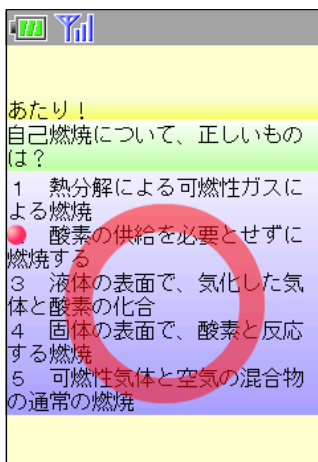 あたり！
自己燃焼について、正しいもの
は？
1　熱分解による可燃性ガスに
よる燃焼
酸素の供給を必要とせずに
燃焼する
3　液体の表面で、気化した気
体と酸素の化合
4　固体の表面で、酸素と反応
する燃焼
5　可燃性気体と空気の混合物
の通常の燃焼